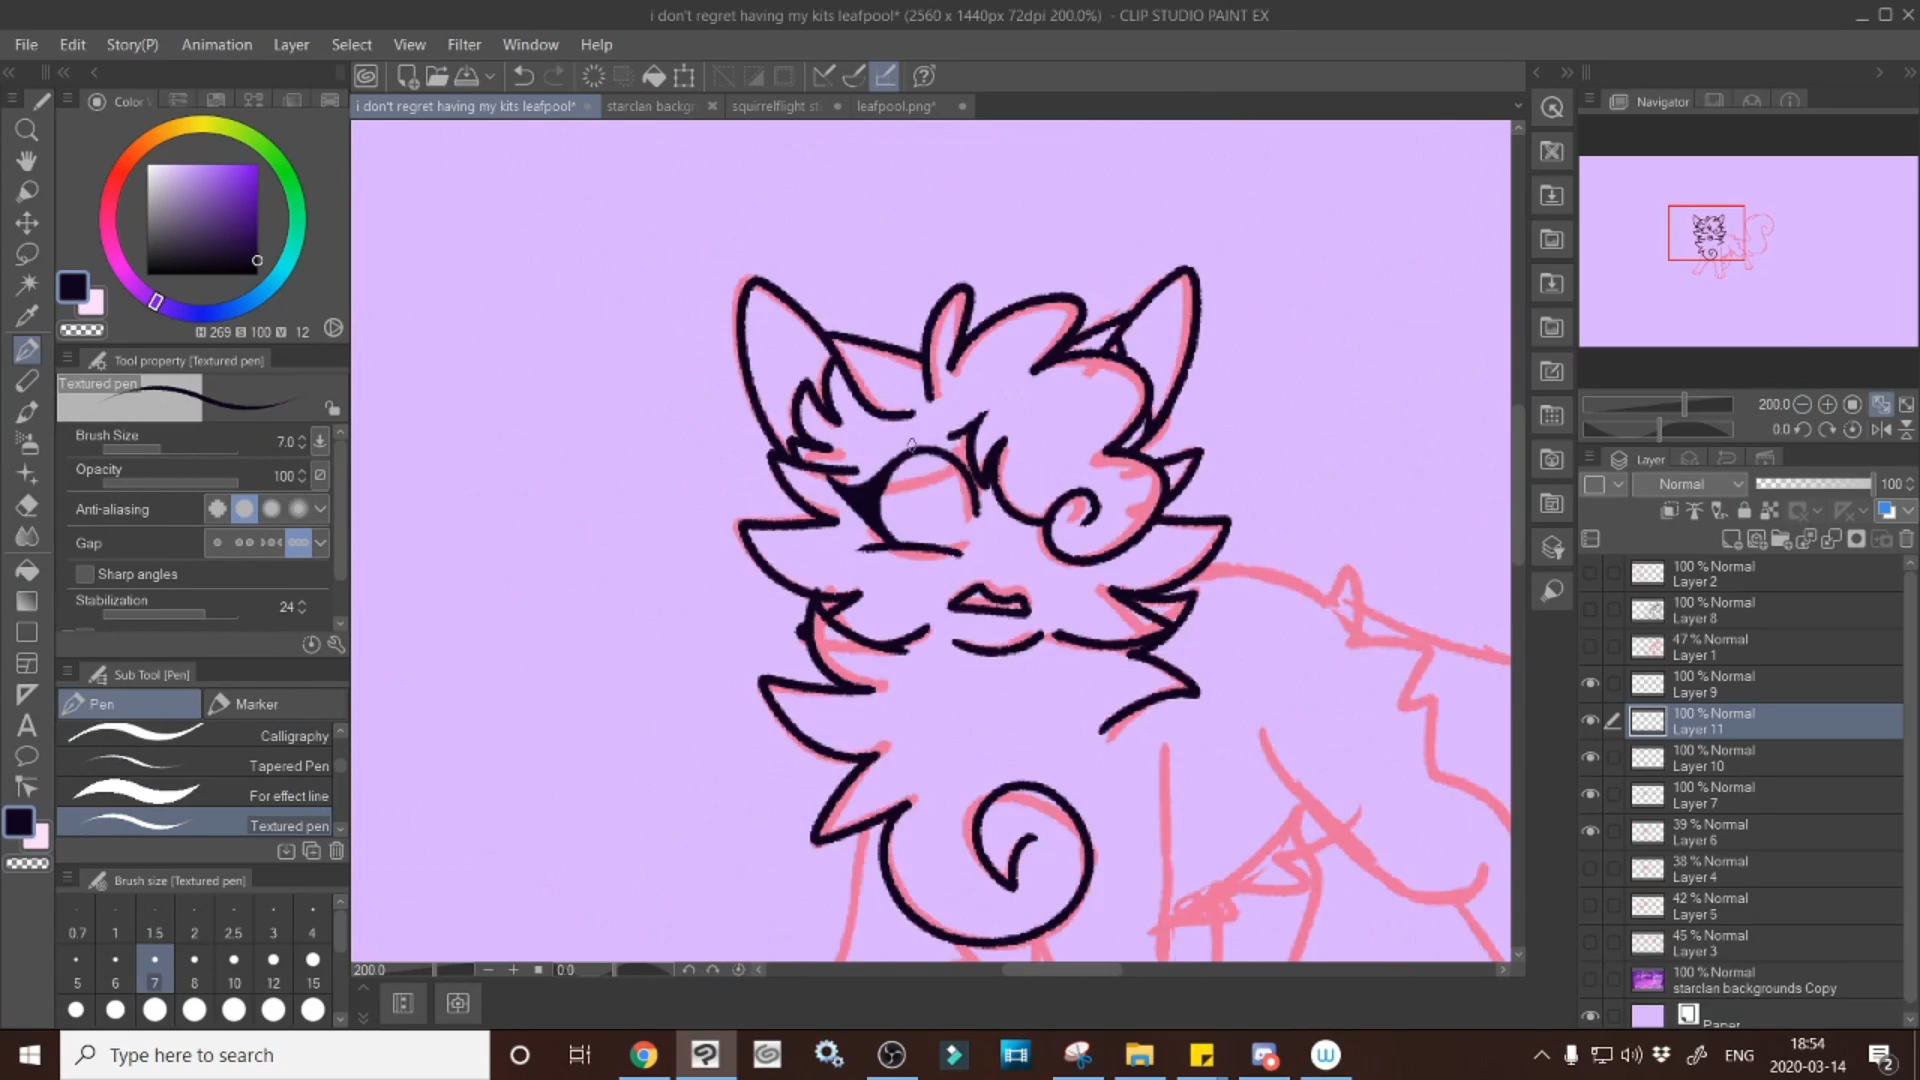 i don't regret having my kits leafpool* (2560 x 1440px 72dpi 200.0%) - CLIP STUDIO PAINT EX
File Edit Story(P) Animation Layer Select View Filter Window Help
Color
i don't regret having my kits leafpool*
starclan backgr
squirrelflight st
leafpool.png*
Navigator
H 269 S 100 V 12
Tool property [Textured pen]
Textured pen
Brush Size 7.0
Opacity 100
Anti-aliasing
Gap
Sharp angles
Stabilization 24
Sub Tool [Pen]
Pen Marker
Calligraphy
Tapered Pen
For effect line
Textured pen
Brush size [Textured pen]
0.7 1 1.5 2 2.5 3 4
5 6 7 8 10 12 15
200.0 0.0
200.0
0.0
Layer
Normal 100
100 % Normal
Layer 2
100 % Normal
Layer 8
47 % Normal
Layer 1
100 % Normal
Layer 9
100 % Normal
Layer 11
100 % Normal
Layer 10
100 % Normal
Layer 7
39 % Normal
Layer 6
38 % Normal
Layer 4
42 % Normal
Layer 5
45 % Normal
Layer 3
100 % Normal
starclan backgrounds Copy
Paper
Type here to search
ENG
18:54
2020-03-14
2